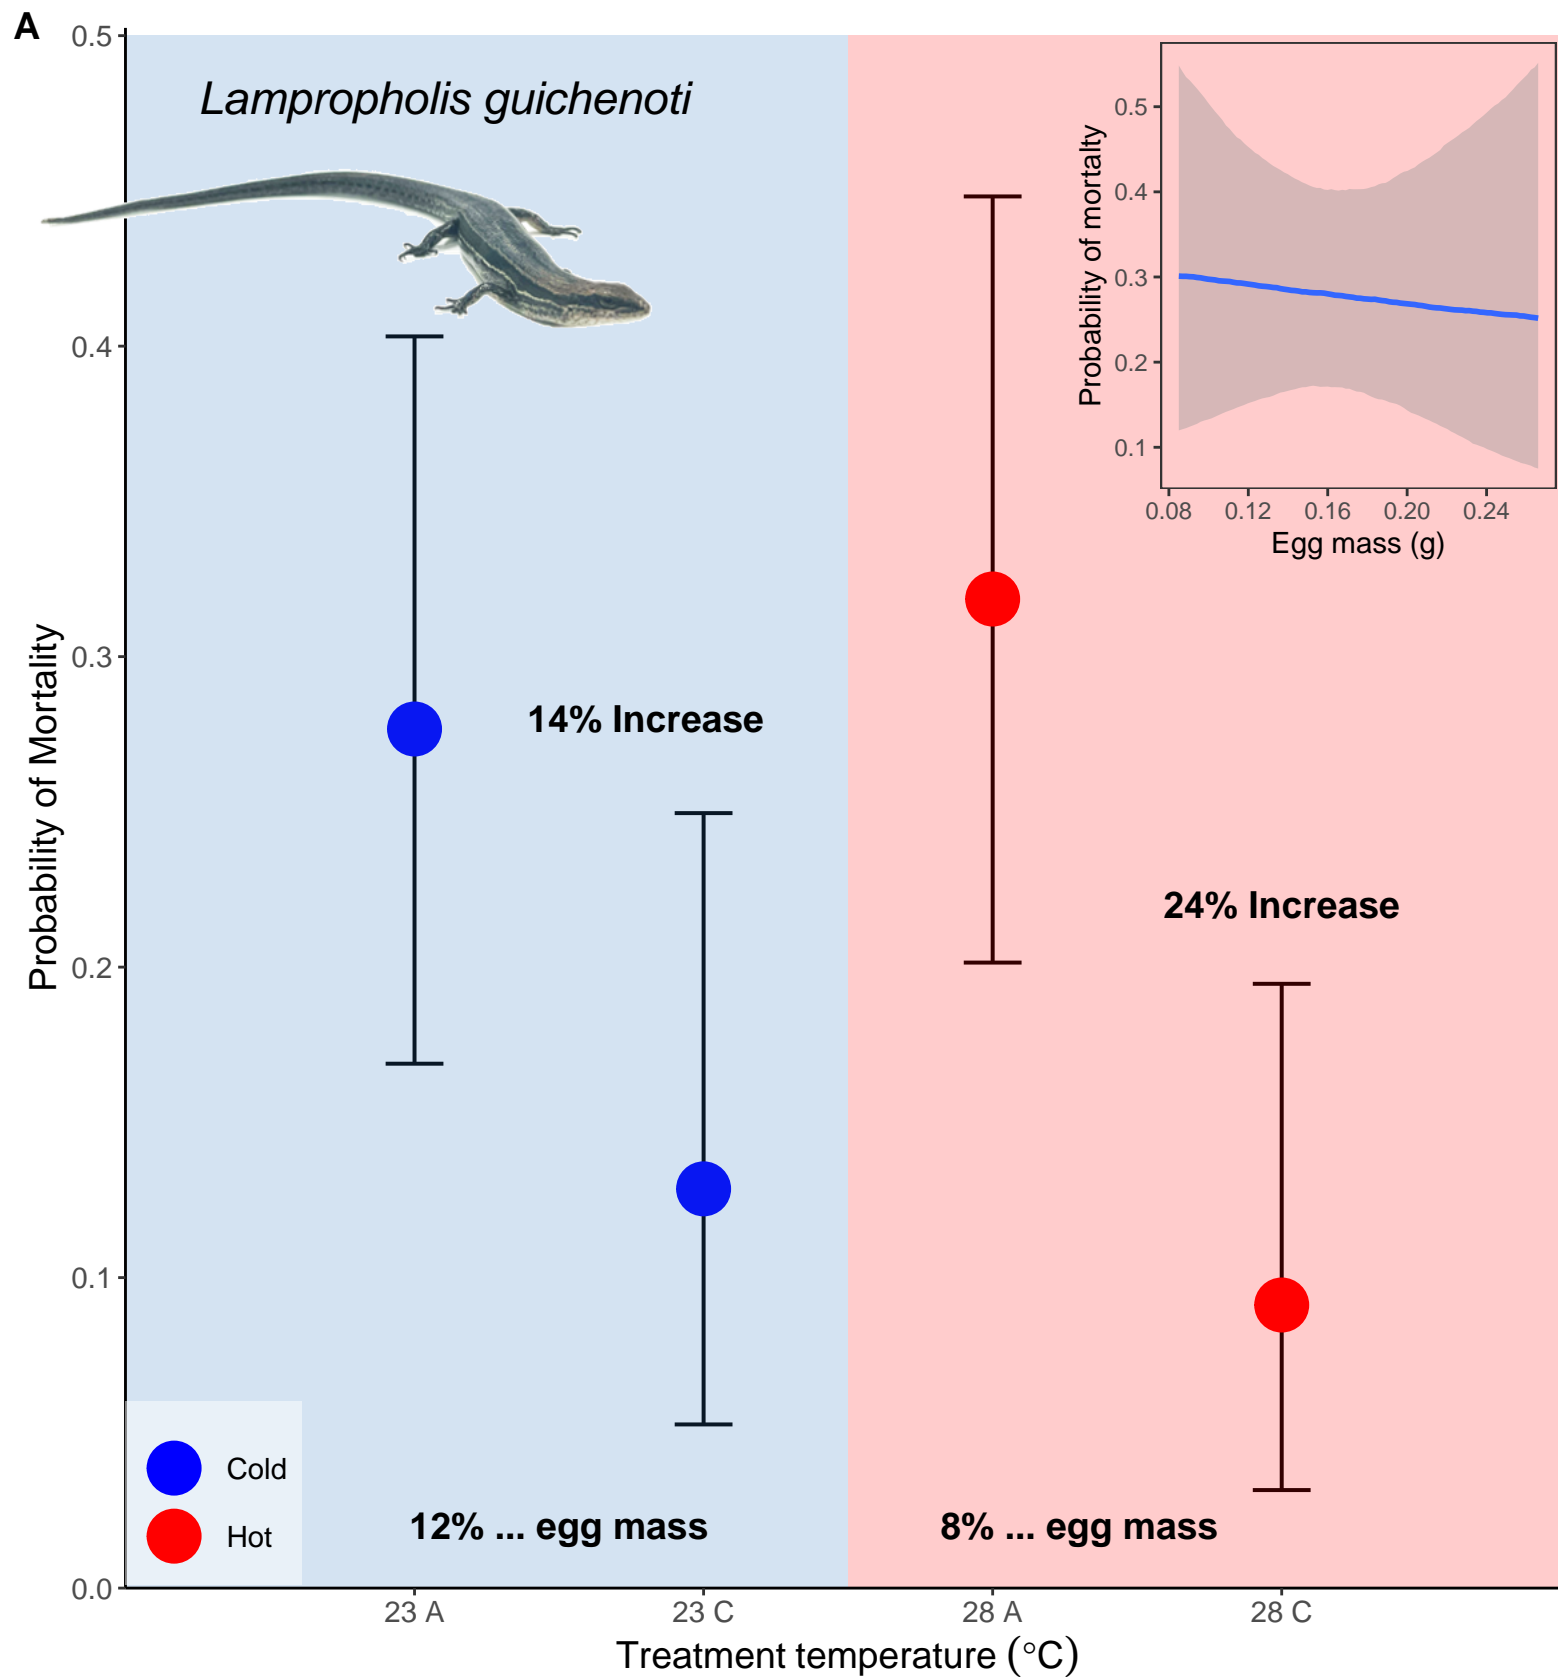 A
Lampropholis guichenoti
0.5
0.4
0.3
0.2
0.1
0.0
Probability of Mortality
14% Increase
24% Increase
12% ... egg mass
8% ... egg mass
Cold
Hot
23 A
23 C
28 A
28 C
Treatment temperature (°C)
0.5
0.4
0.3
0.2
0.1
Probability of mortalty
0.08
0.12
0.16
0.20
0.24
Egg mass (g)